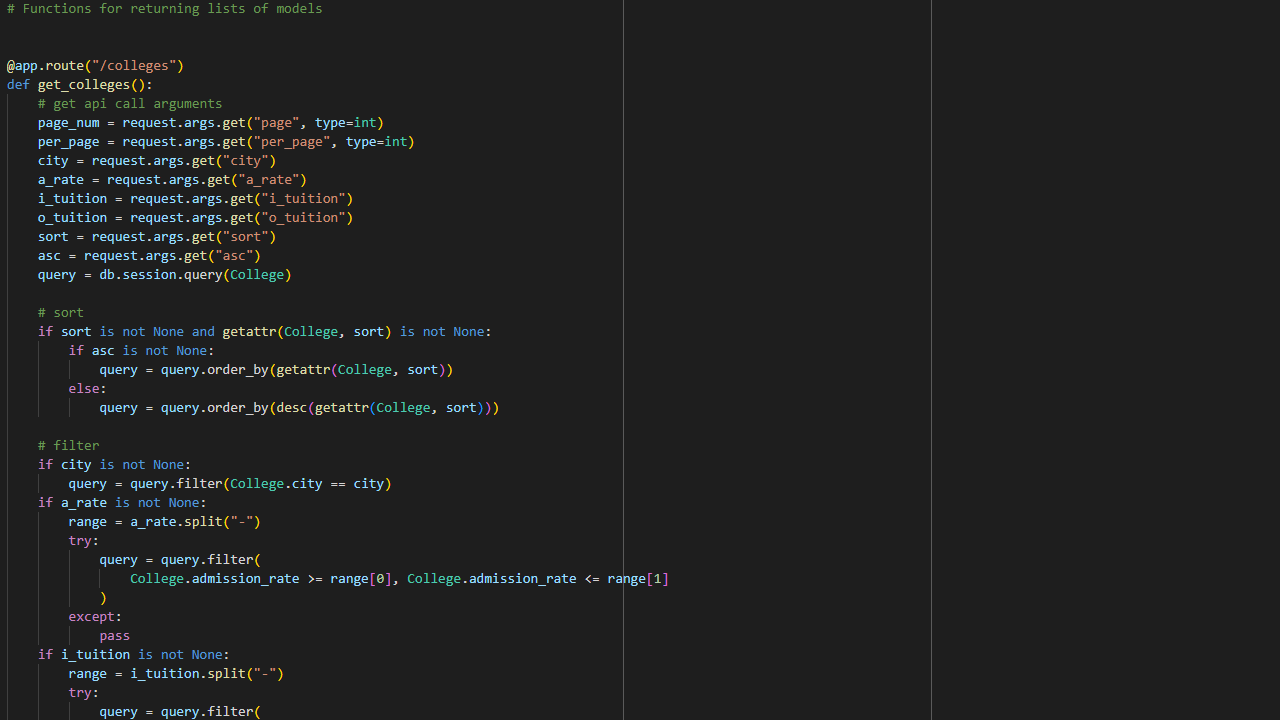 # Functions for returning lists of models
@app.route("/colleges")
def get_colleges():
    # get api call arguments
    page_num = request.args.get("page", type=int)
    per_page = request.args.get("per_page", type=int)
    city = request.args.get("city")
    a_rate = request.args.get("a_rate")
    i_tuition = request.args.get("i_tuition")
    o_tuition = request.args.get("o_tuition")
    sort = request.args.get("sort")
    asc = request.args.get("asc")
    query = db.session.query(College)
    # sort
    if sort is not None and getattr(College, sort) is not None:
        if asc is not None:
            query = query.order_by(getattr(College, sort))
        else:
            query = query.order_by(desc(getattr(College, sort)))
    # filter
    if city is not None:
        query = query.filter(College.city == city)
    if a_rate is not None:
        range = a_rate.split("-")
        try:
            query = query.filter(
                College.admission_rate >= range[0], College.admission_rate <= range[1]
            )
        except:
            pass
    if i_tuition is not None:
        range = i_tuition.split("-")
        try:
            query = query.filter(